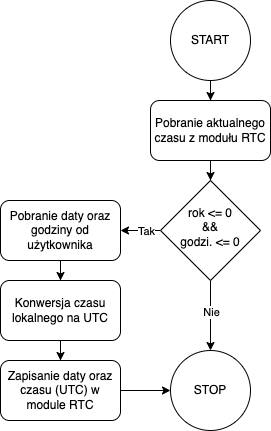 START
Pobranie aktualnego
czasu z modułu RTC
rok <= 0
&&
godzi. <= 0
Tak
Pobranie daty oraz
godziny od
użytkownika
Konwersja czasu
lokalnego na UTC
Zapisanie daty oraz
czasu (UTC) w
module RTC
Nie
STOP